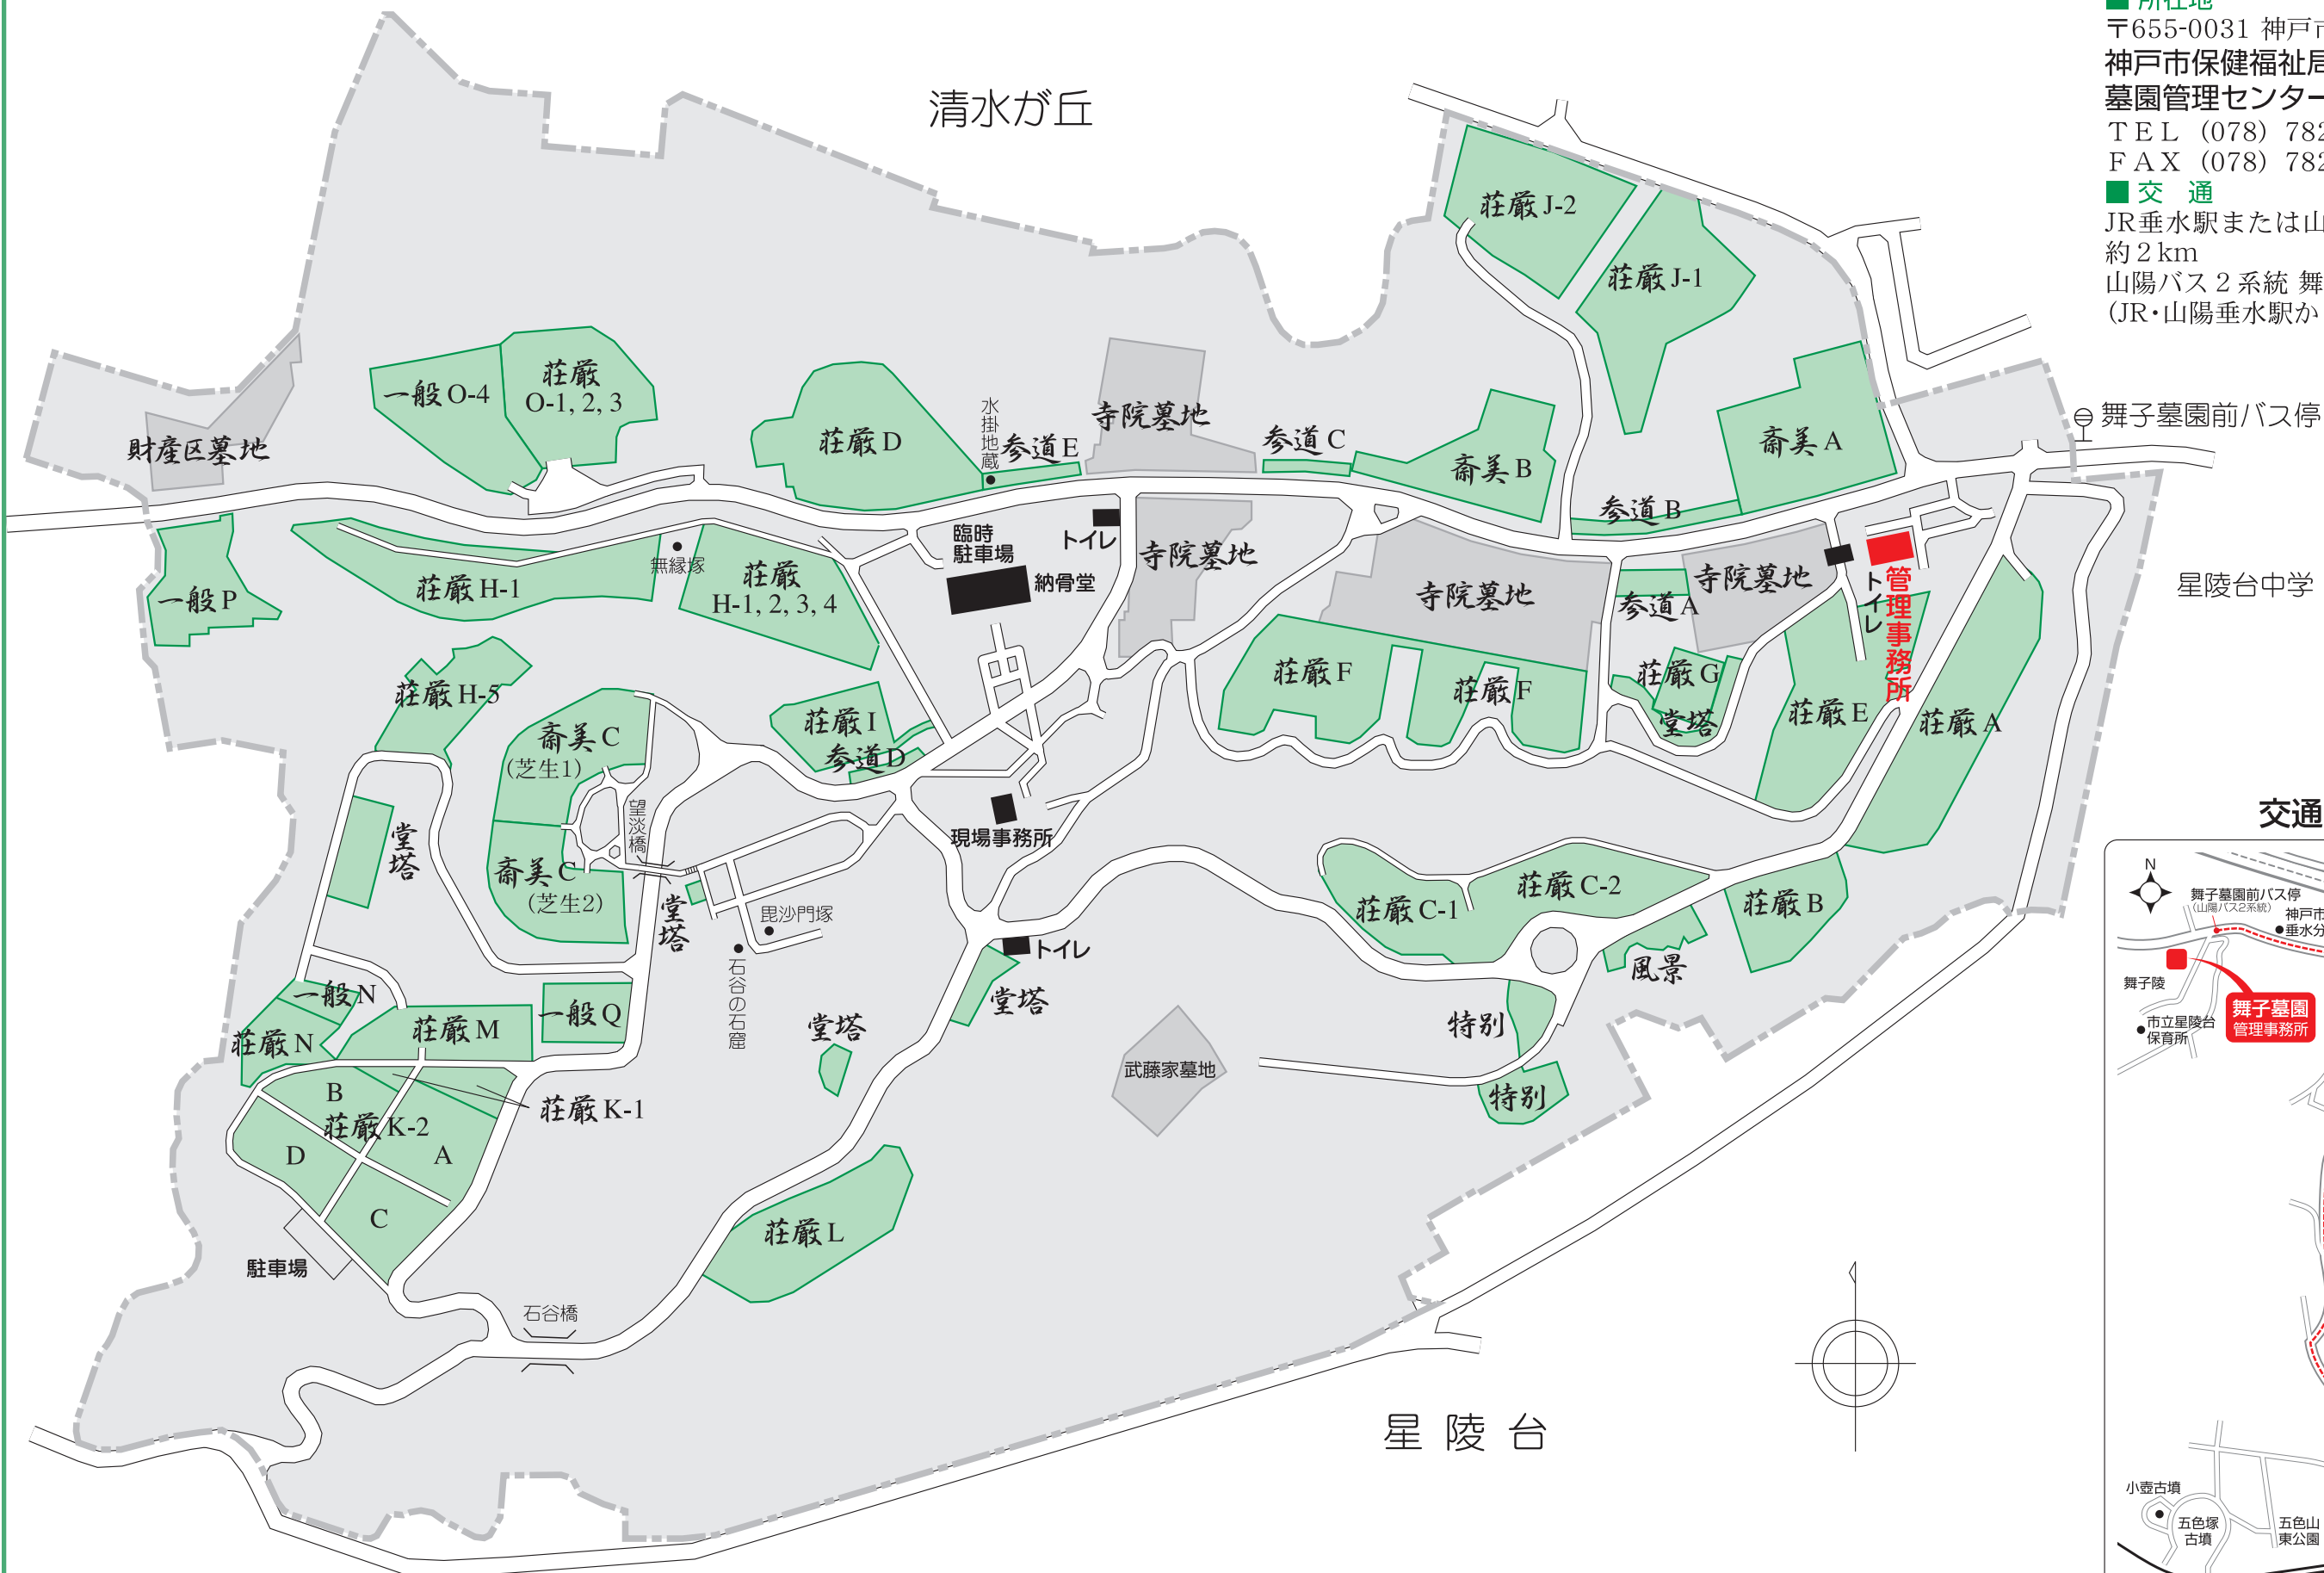 所在地
〒655-0031 神戸市
神戸市保健福祉局
墓園管理センター
TEL (078) 782
FAX (078) 782
■ 交 通
JR垂水駅または山
約2km
山陽バス2系統 舞
(JR・山陽垂水駅か
清水が丘
荘厳 J-2
荘厳 J-1
一般 O-4
荘厳
O-1, 2, 3
財産区墓地
荘厳 D
水掛地蔵
参道 E
寺院墓地
参道 C
斎美 B
斎美 A
参道 B
舞子墓園前バス停
星陵台中学
一般 P
荘厳 H-1
無縁塚
荘厳
H-1, 2, 3, 4
臨時
駐車場
トイレ
納骨堂
寺院墓地
寺院墓地
参道 A
寺院墓地
トイレ
管理事務所
荘厳 H-5
斎美 C
(芝生1)
荘厳 I
参道 D
荘厳 F
荘厳 F
荘厳 G
堂塔
荘厳 E
荘厳 A
堂塔
望淡橋
斎美 C
(芝生2)
堂塔
毘沙門塚
石谷の石窟
現場事務所
トイレ
堂塔
堂塔
荘厳 C-1
荘厳 C-2
荘厳 B
風景
特別
特別
武藤家墓地
一般 N
荘厳 N
荘厳 M
一般 Q
B
荘厳 K-2
荘厳 K-1
D
A
C
駐車場
荘厳 L
石谷橋
星陵台
交通
N
舞子墓園前バス停
(山陽バス2系統)
神戸市
垂水分
舞子陵
舞子墓園
管理事務所
市立星陵台
保育所
小壺古墳
五色塚
古墳
五色山
東公園